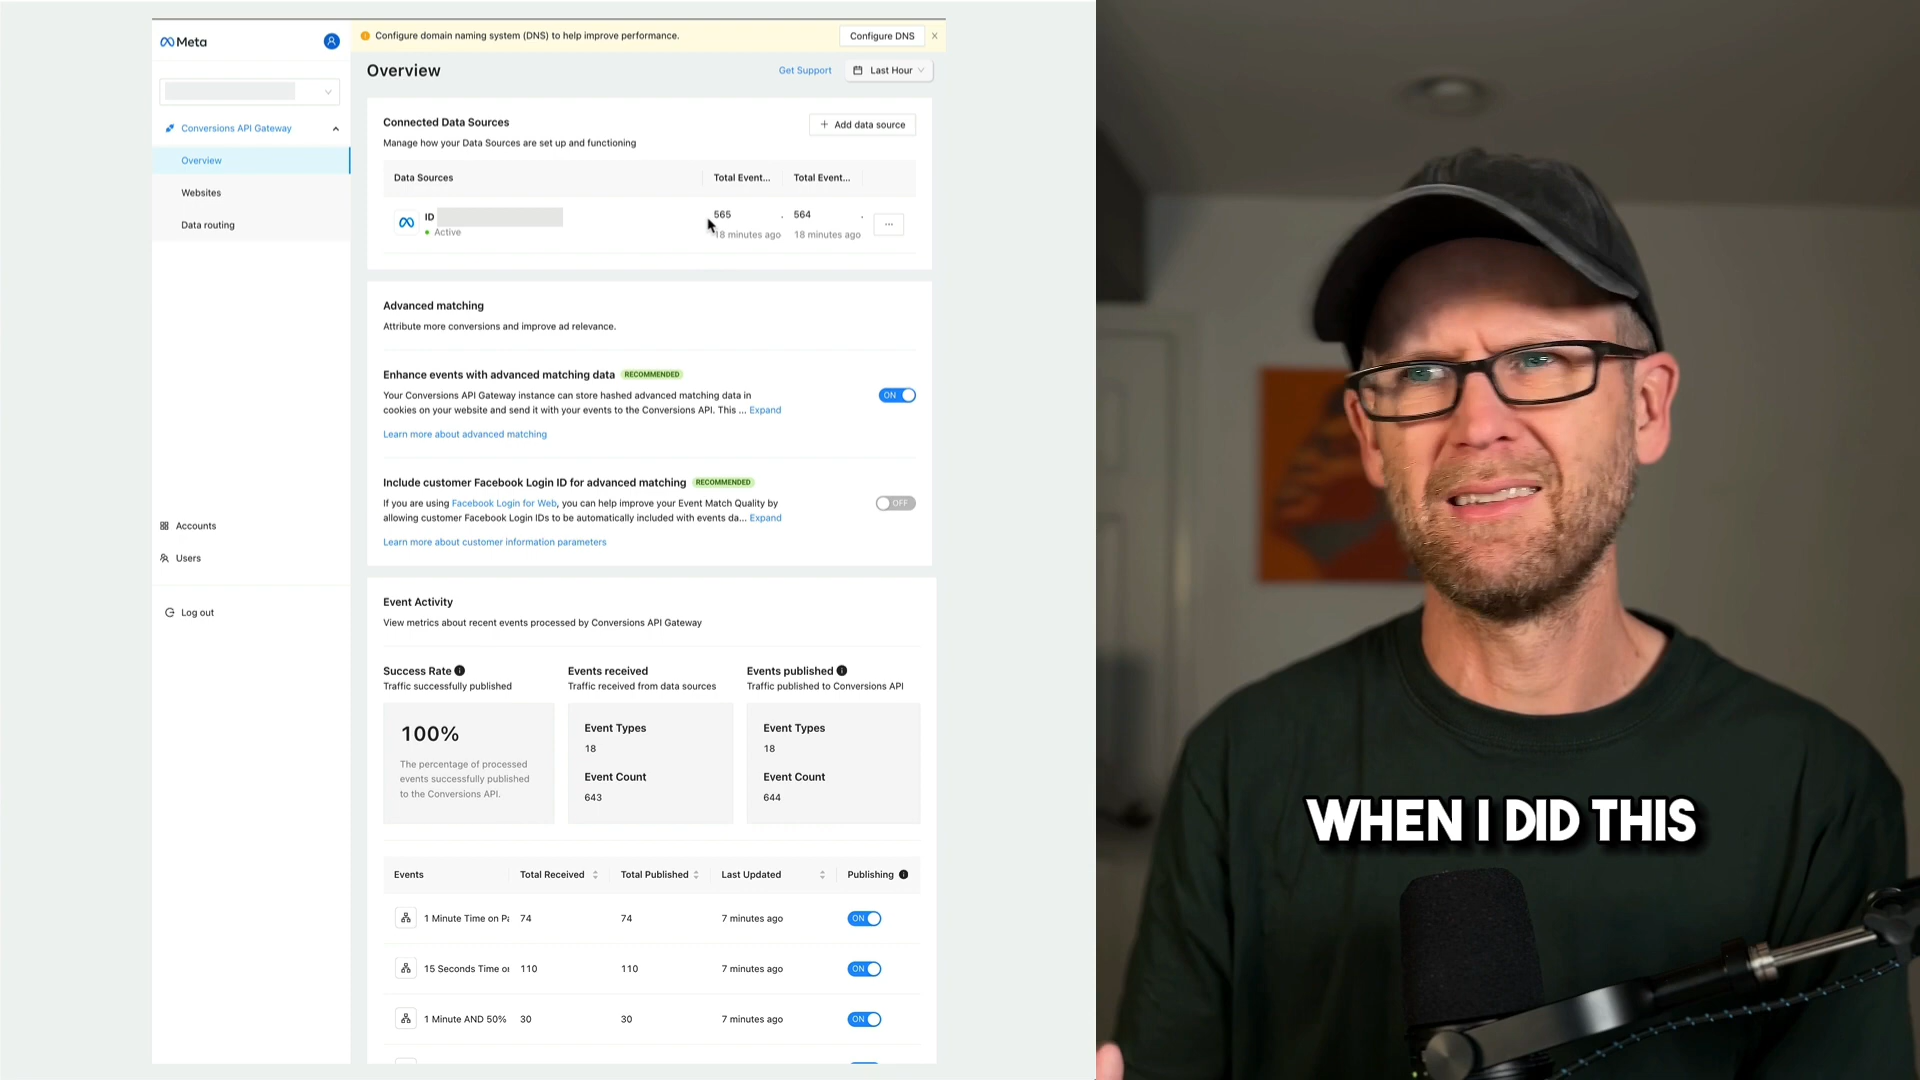 Meta
Configure domain naming system (DNS) to help improve performance.
Configure DNS
Overview
Get Support
Last Hour
Conversions API Gateway
Overview
Websites
Data routing
Accounts
Users
Log out
Connected Data Sources
Add data source
Manage how your Data Sources are set up and functioning
Data Sources
Total Event...
Total Event...
ID
Active
565
18 minutes ago
564
18 minutes ago
...
Advanced matching
Attribute more conversions and improve ad relevance.
Enhance events with advanced matching data RECOMMENDED
Your Conversions API Gateway instance can store hashed advanced matching data in
cookies on your website and send it with your events to the Conversions API. This ... Expand
ON
Learn more about advanced matching
Include customer Facebook Login ID for advanced matching RECOMMENDED
If you are using Facebook Login for Web, you can help improve your Event Match Quality by
allowing customer Facebook Login IDs to be automatically included with events da... Expand
OFF
Learn more about customer information parameters
Event Activity
View metrics about recent events processed by Conversions API Gateway
Success Rate
Traffic successfully published
100%
The percentage of processed
events successfully published
to the Conversions API.
Events received
Traffic received from data sources
Event Types
18
Event Count
643
Events published
Traffic published to Conversions API
Event Types
18
Event Count
644
Events Total Received Total Published Last Updated Publishing
1 Minute Time on Pa 74 74 7 minutes ago ON
15 Seconds Time on 110 110 7 minutes ago ON
1 Minute AND 50% 30 30 7 minutes ago ON
WHEN I DID THIS